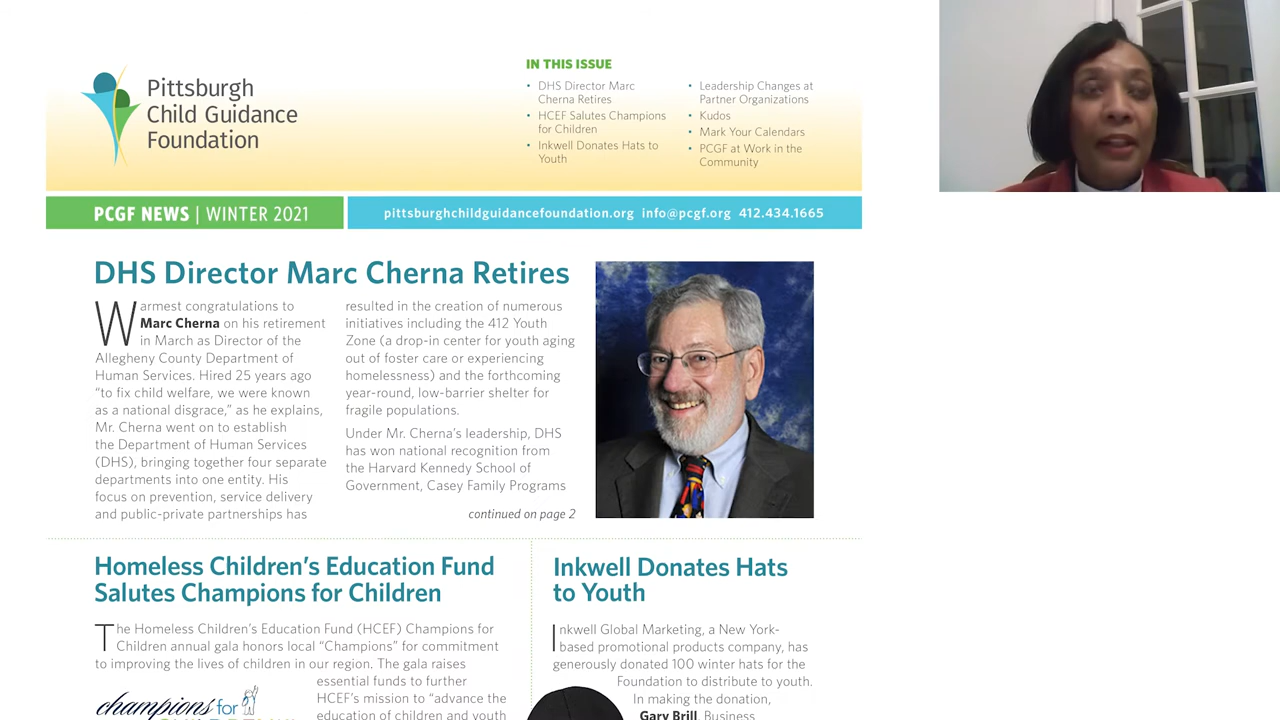 Pittsburgh
Child Guidance
Foundation
IN THIS ISSUE
• DHS Director Marc
Cherna Retires
• HCEF Salutes Champions
for Children
• Inkwell Donates Hats to
Youth
• Leadership Changes at
Partner Organizations
• Kudos
• Mark Your Calendars
• PCGF at Work in the
Community
PCGF NEWS | WINTER 2021
pittsburghchildguidancefoundation.org info@pcgf.org 412.434.1665
DHS Director Marc Cherna Retires
Warmest congratulations to
Marc Cherna on his retirement
in March as Director of the
Allegheny County Department of
Human Services. Hired 25 years ago
"to fix child welfare, we were known
as a national disgrace," as he explains,
Mr. Cherna went on to establish
the Department of Human Services
(DHS), bringing together four separate
departments into one entity. His
focus on prevention, service delivery
and public-private partnerships has
resulted in the creation of numerous
initiatives including the 412 Youth
Zone (a drop-in center for youth aging
out of foster care or experiencing
homelessness) and the forthcoming
year-round, low-barrier shelter for
fragile populations.
Under Mr. Cherna's leadership, DHS
has won national recognition from
the Harvard Kennedy School of
Government, Casey Family Programs
continued on page 2
Homeless Children's Education Fund
Salutes Champions for Children
The Homeless Children's Education Fund (HCEF) Champions for
Children annual gala honors local "Champions" for commitment
to improving the lives of children in our region. The gala raises
essential funds to further
HCEF's mission to "advance the
education of children and youth
champions for
Inkwell Donates Hats
to Youth
Inkwell Global Marketing, a New York-
based promotional products company, has
generously donated 100 winter hats for the
Foundation to distribute to youth.
In making the donation,
Gary Brill, Business